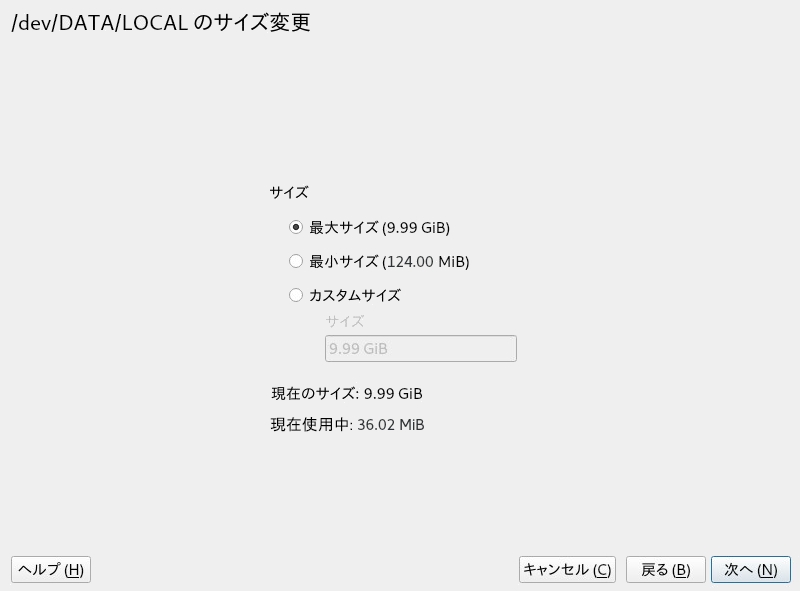 /dev/DATA/LOCAL のサイズ変更
サイズ
最大サイズ (9.99 GiB)
最小サイズ (124.00 MiB)
カスタムサイズ
サイズ
9.99 GiB
現在のサイズ: 9.99 GiB
現在使用中: 36.02 MiB
ヘルプ (H) キャンセル (C) 戻る (B) 次へ (N)